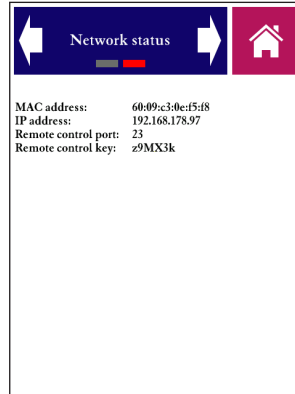 Network status
MAC address: 60:09:c3:0e:f5:f8
IP address: 192.168.178.97
Remote control port: 23
Remote control key: z9MX3k